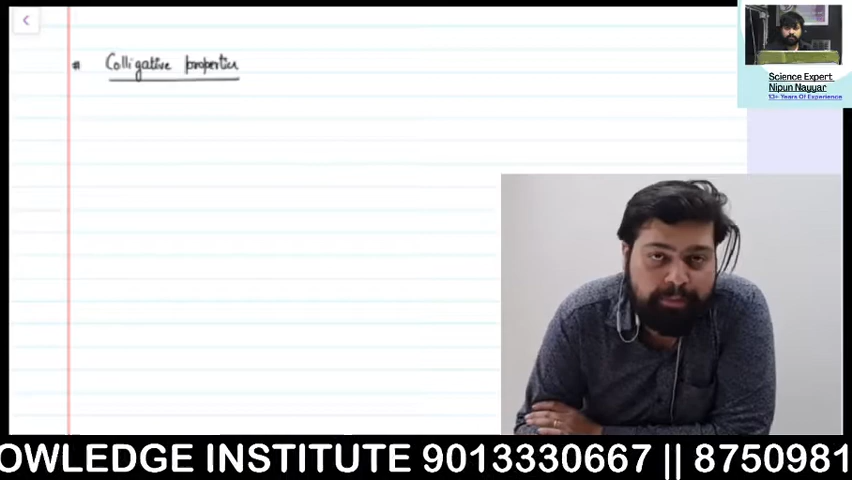 # Colligative properties
Science Expert
Nipun Nayyar
13+ Years Of Experience
OWLEDGE INSTITUTE 9013330667 || 8750981